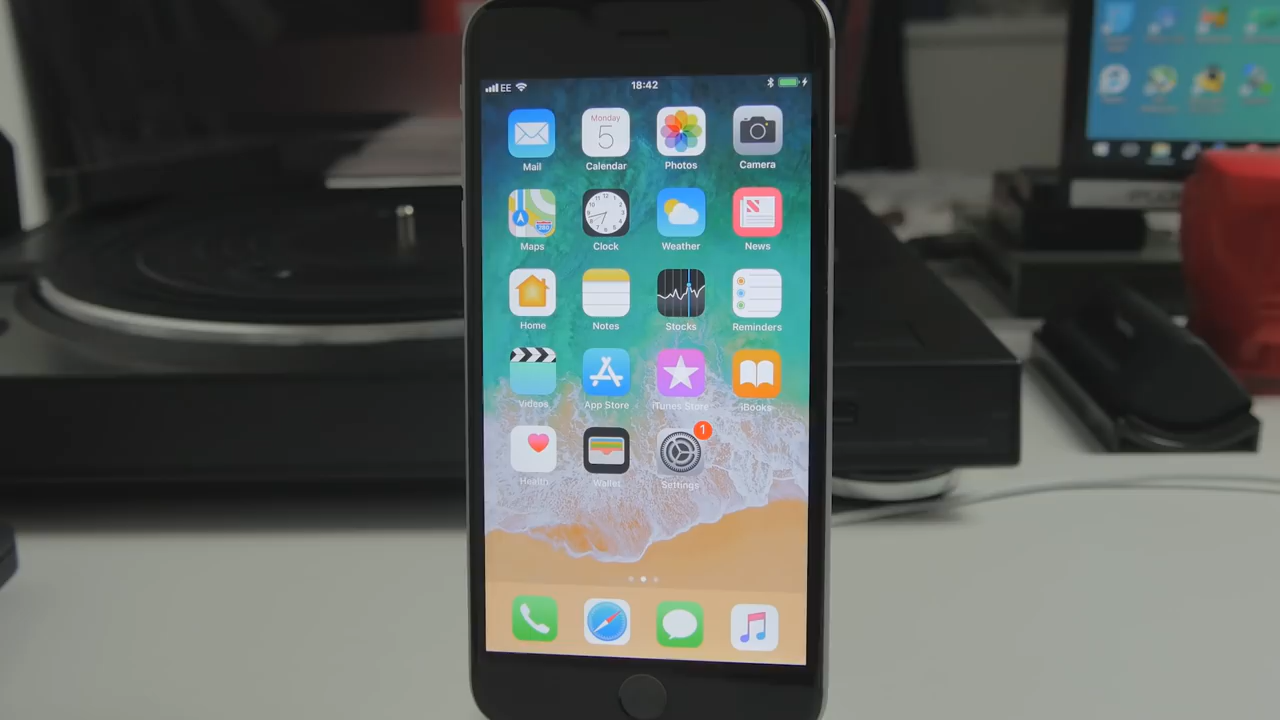 EE 18:42
Mail Monday 5 Calendar Photos Camera
Maps 280 Clock Weather News
Home Notes Stocks Reminders
Videos App Store iTunes Store iBooks
1
Health Wallet Settings